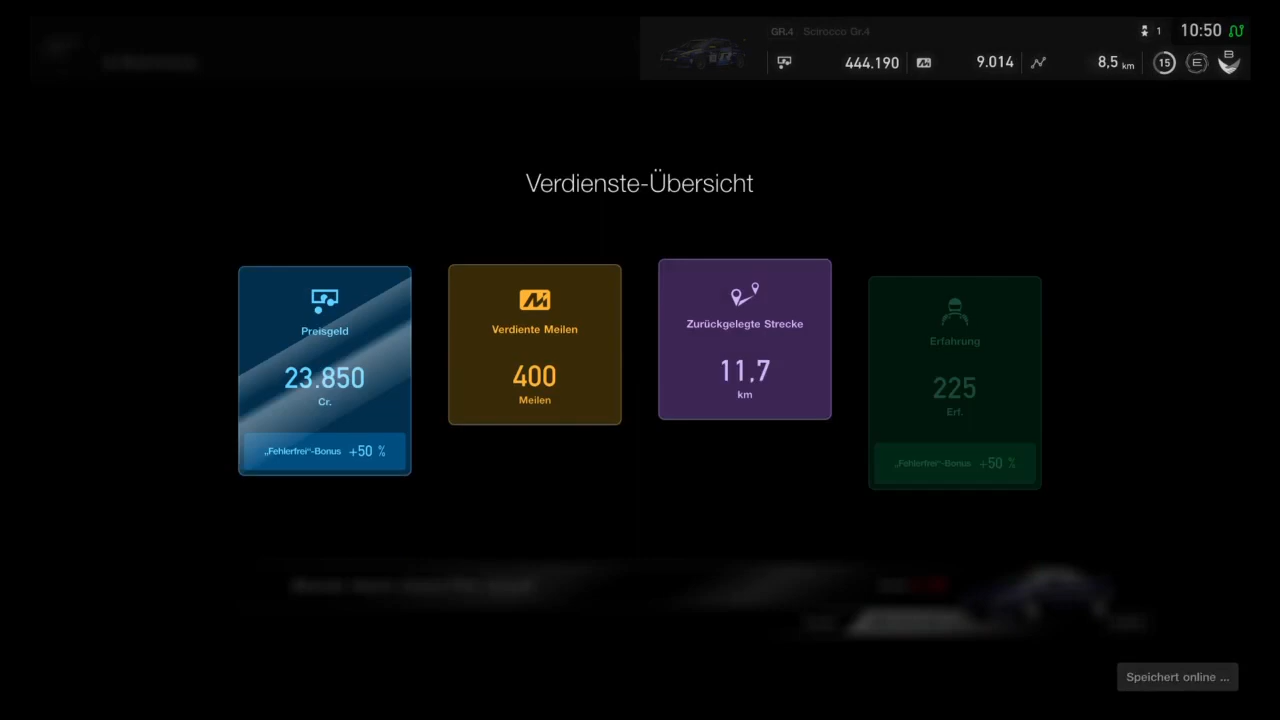 GR.4 Scirocco Gr.4
1 10:50
444.190 9.014 8,5 km 15 E B
Verdienste-Übersicht
Preisgeld
23.850
Cr.
„Fehlerfrei“-Bonus +50 %
Verdiente Meilen
400
Meilen
Zurückgelegte Strecke
11,7
km
Erfahrung
225
Erf.
„Fehlerfrei“-Bonus +50 %
Speichert online ...